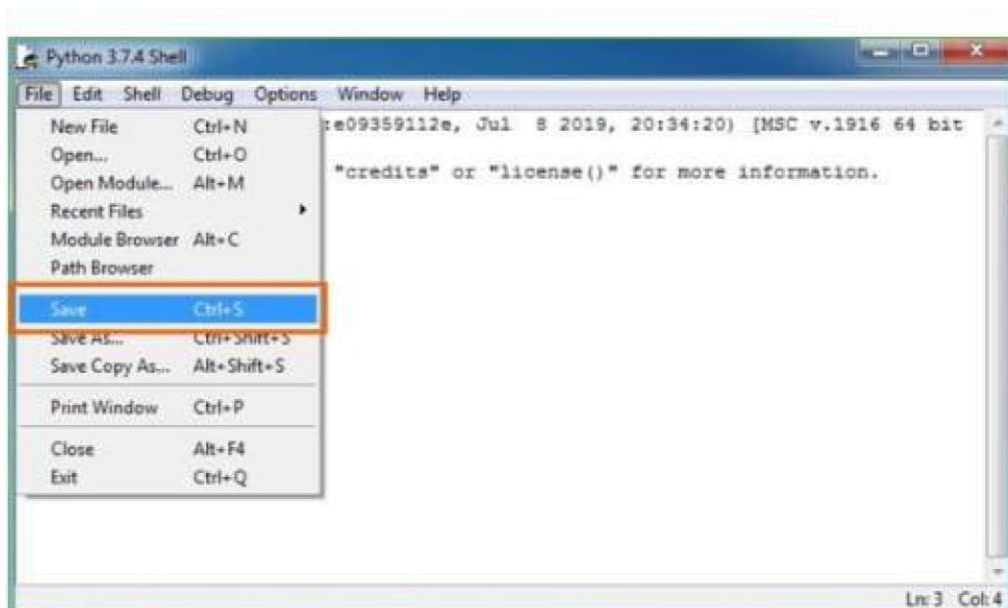 Python 3.7.4 Shell
File Edit Shell Debug Options Window Help
New File Ctrl+N
:e09359112e, Jul 8 2019, 20:34:20) [MSC v.1916 64 bit
Open... Ctrl+O
"credits" or "license()" for more information.
Open Module... Alt+M
Recent Files
Module Browser Alt+C
Path Browser
Save Ctrl+S
Save As... Ctrl+Shift+S
Save Copy As... Alt+Shift+S
Print Window Ctrl+P
Close Alt+F4
Exit Ctrl+Q
Ln: 3 Col: 4